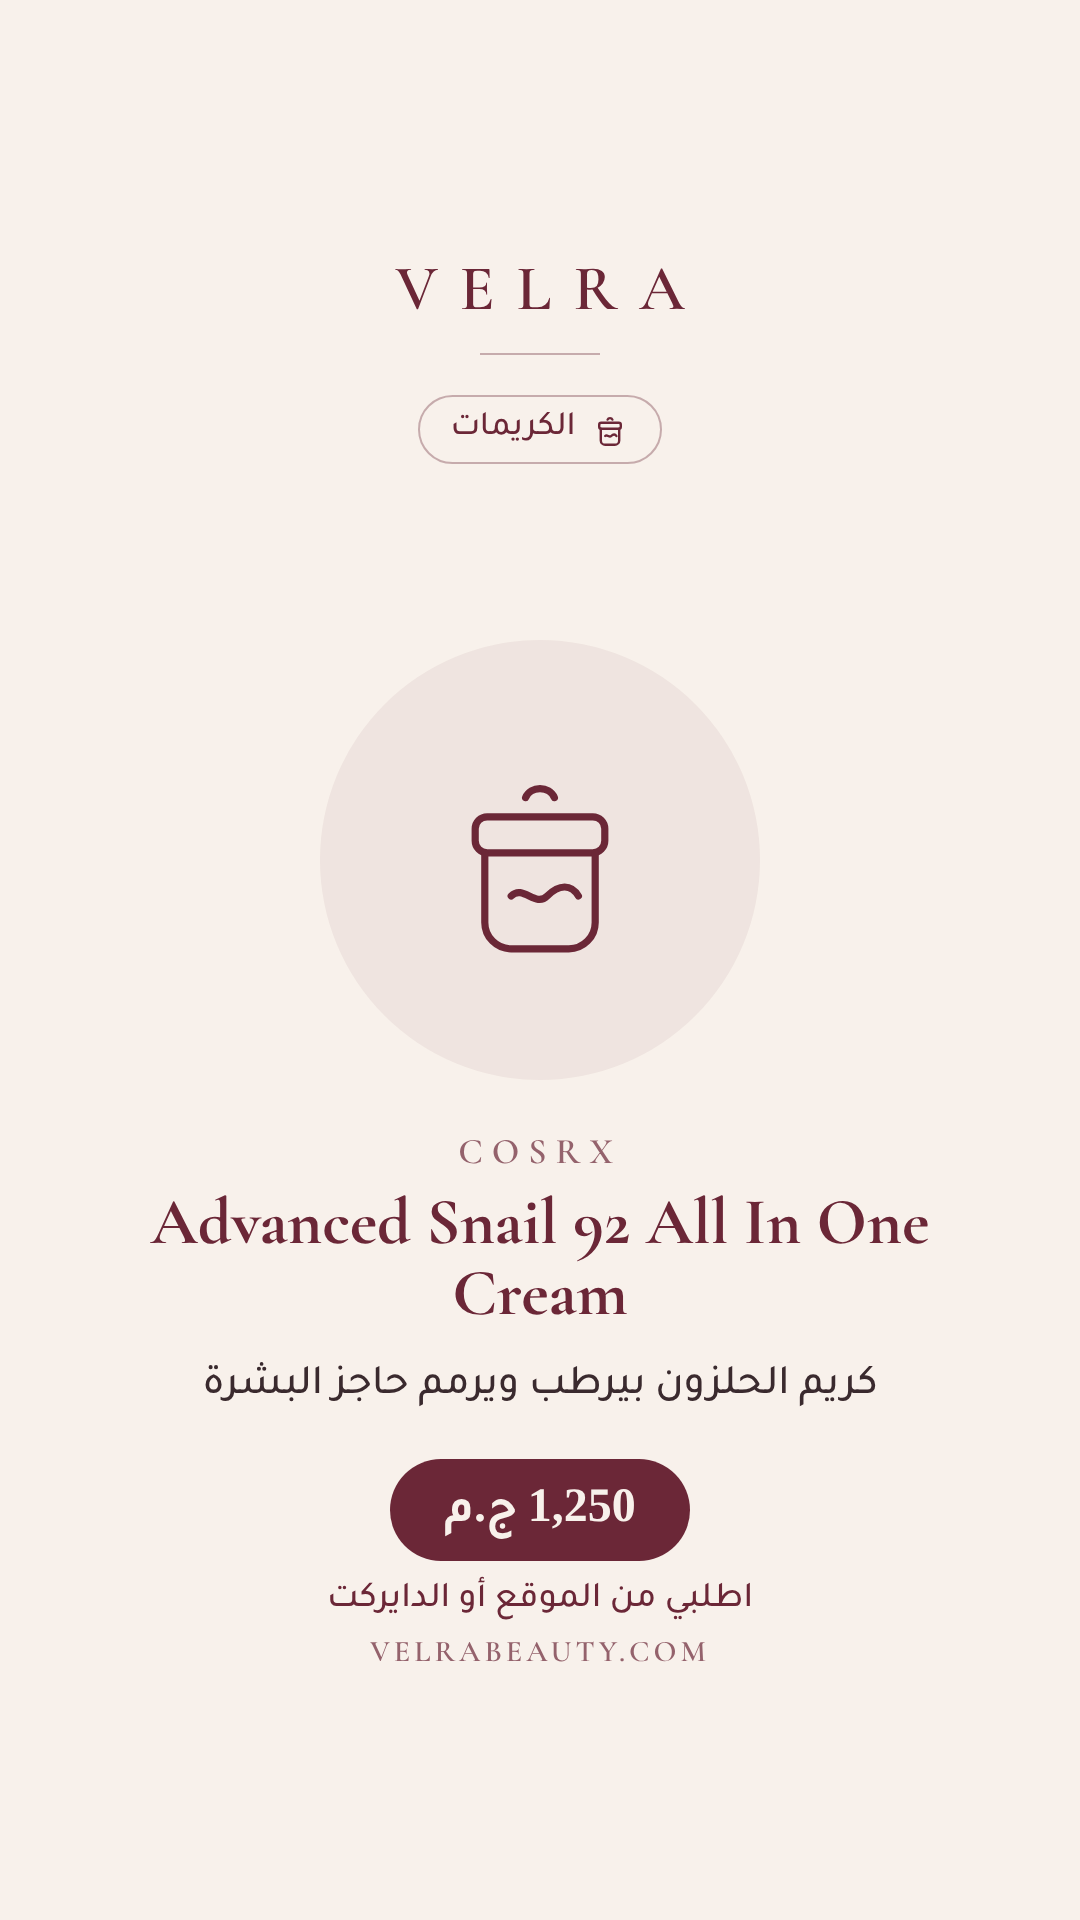 VELRA
الكريمات
COSRX
Advanced Snail 92 All In One
Cream
كريم الحلزون بيرطب ويرمم حاجز البشرة
1,250 ج.م
اطلبي من الموقع أو الدايركت
VELRABEAUTY.COM